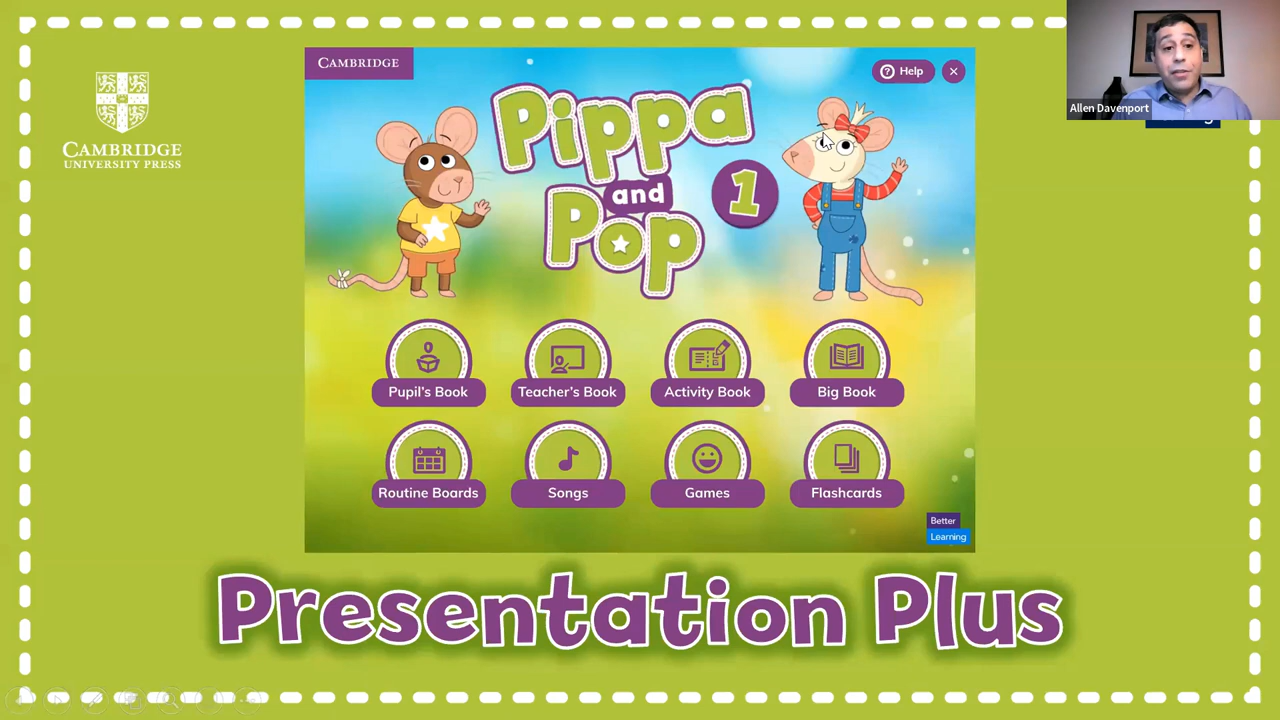 CAMBRIDGE
UNIVERSITY PRESS
CAMBRIDGE
Help
Allen Davenport
Pippa
and
Pop
1
Pupil's Book
Teacher's Book
Activity Book
Big Book
Routine Boards
Songs
Games
Flashcards
Better
Learning
Presentation Plus